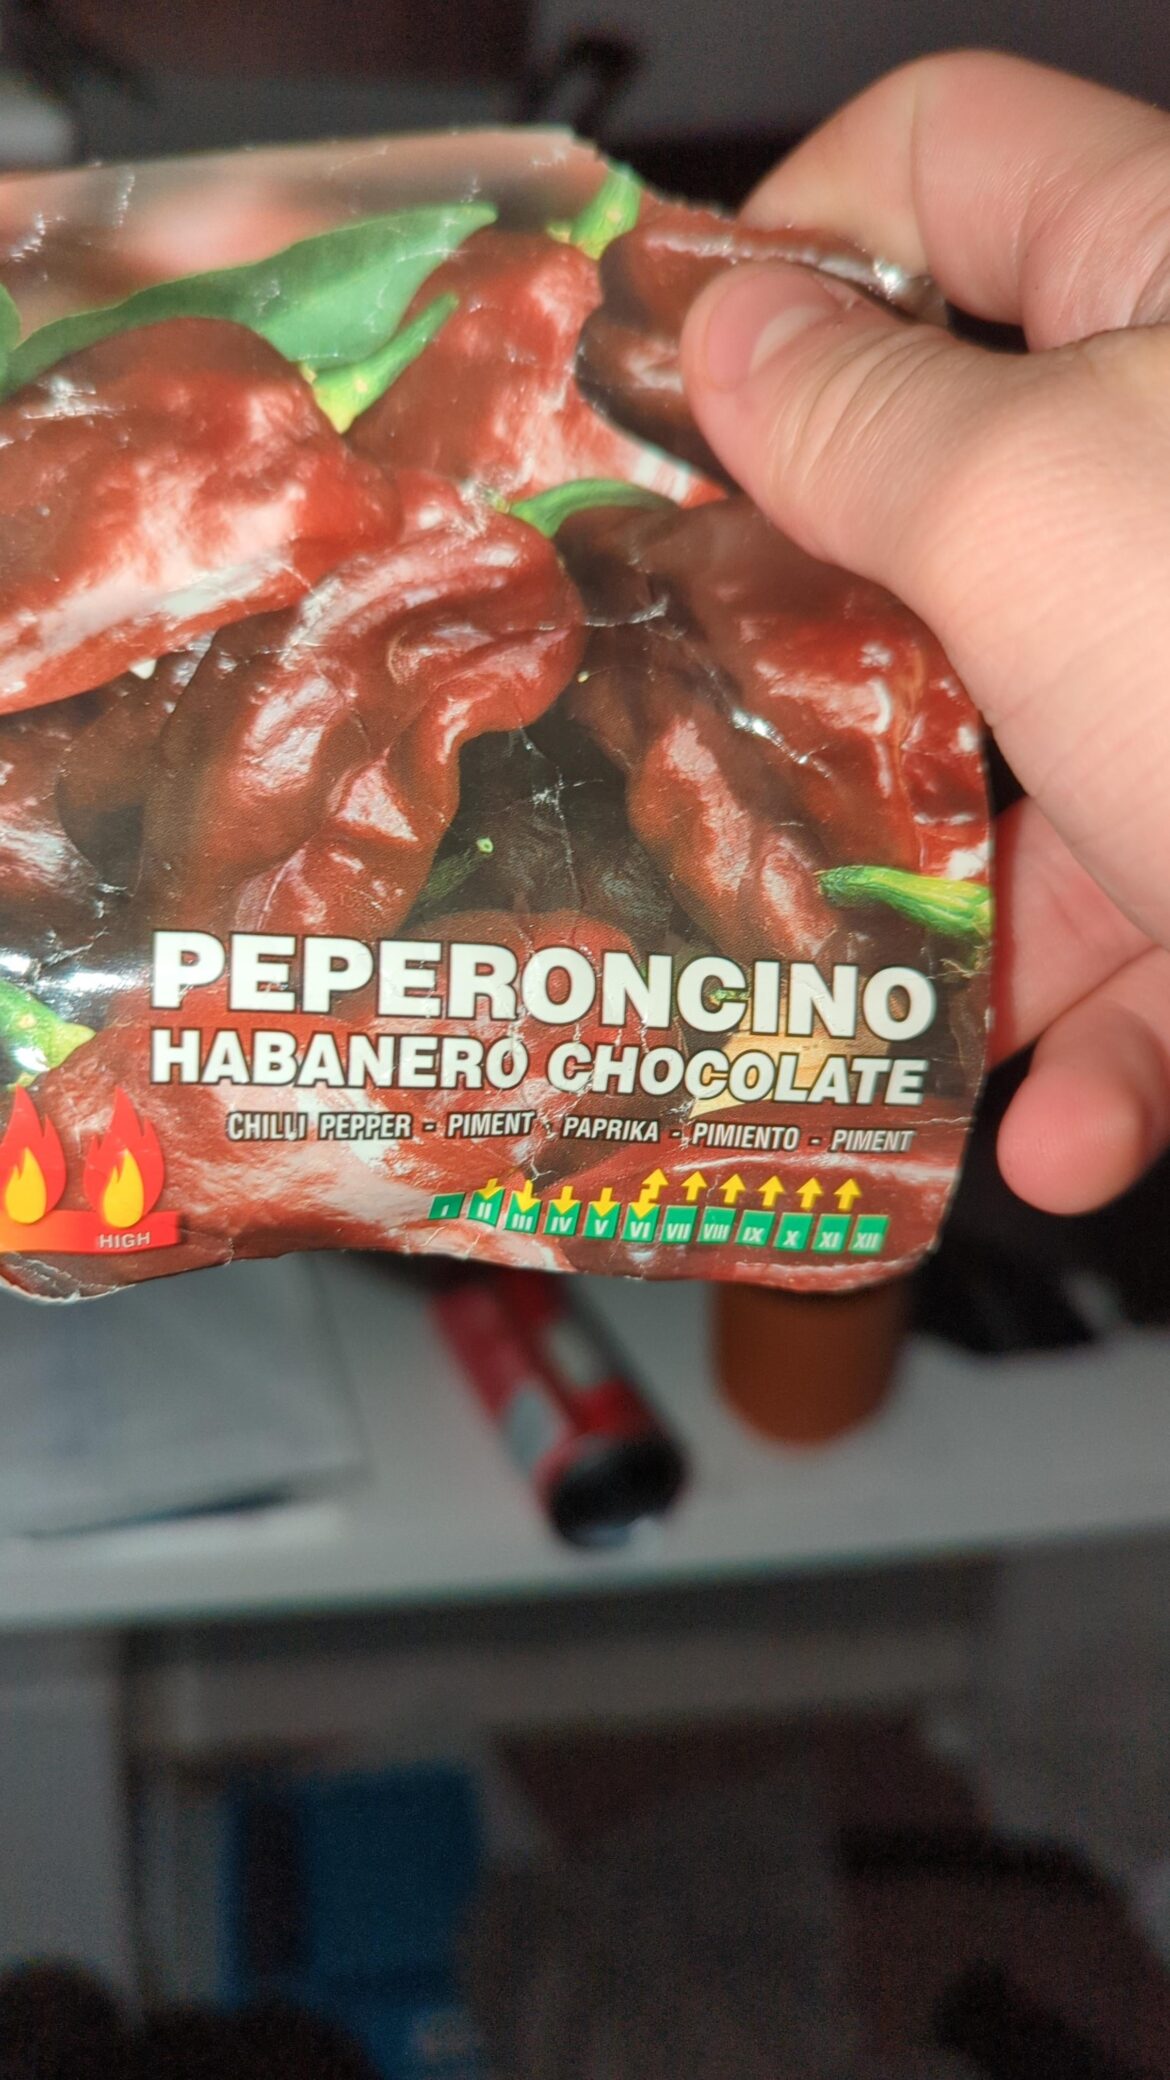 PEPERONCINO
HABANERO CHOCOLATE
CHILLI PEPPER - PIMENT - PAPRIKA - PIMIENTO - PIMENT
I II III IV V VI VII VIII IX X XI XII
HIGH